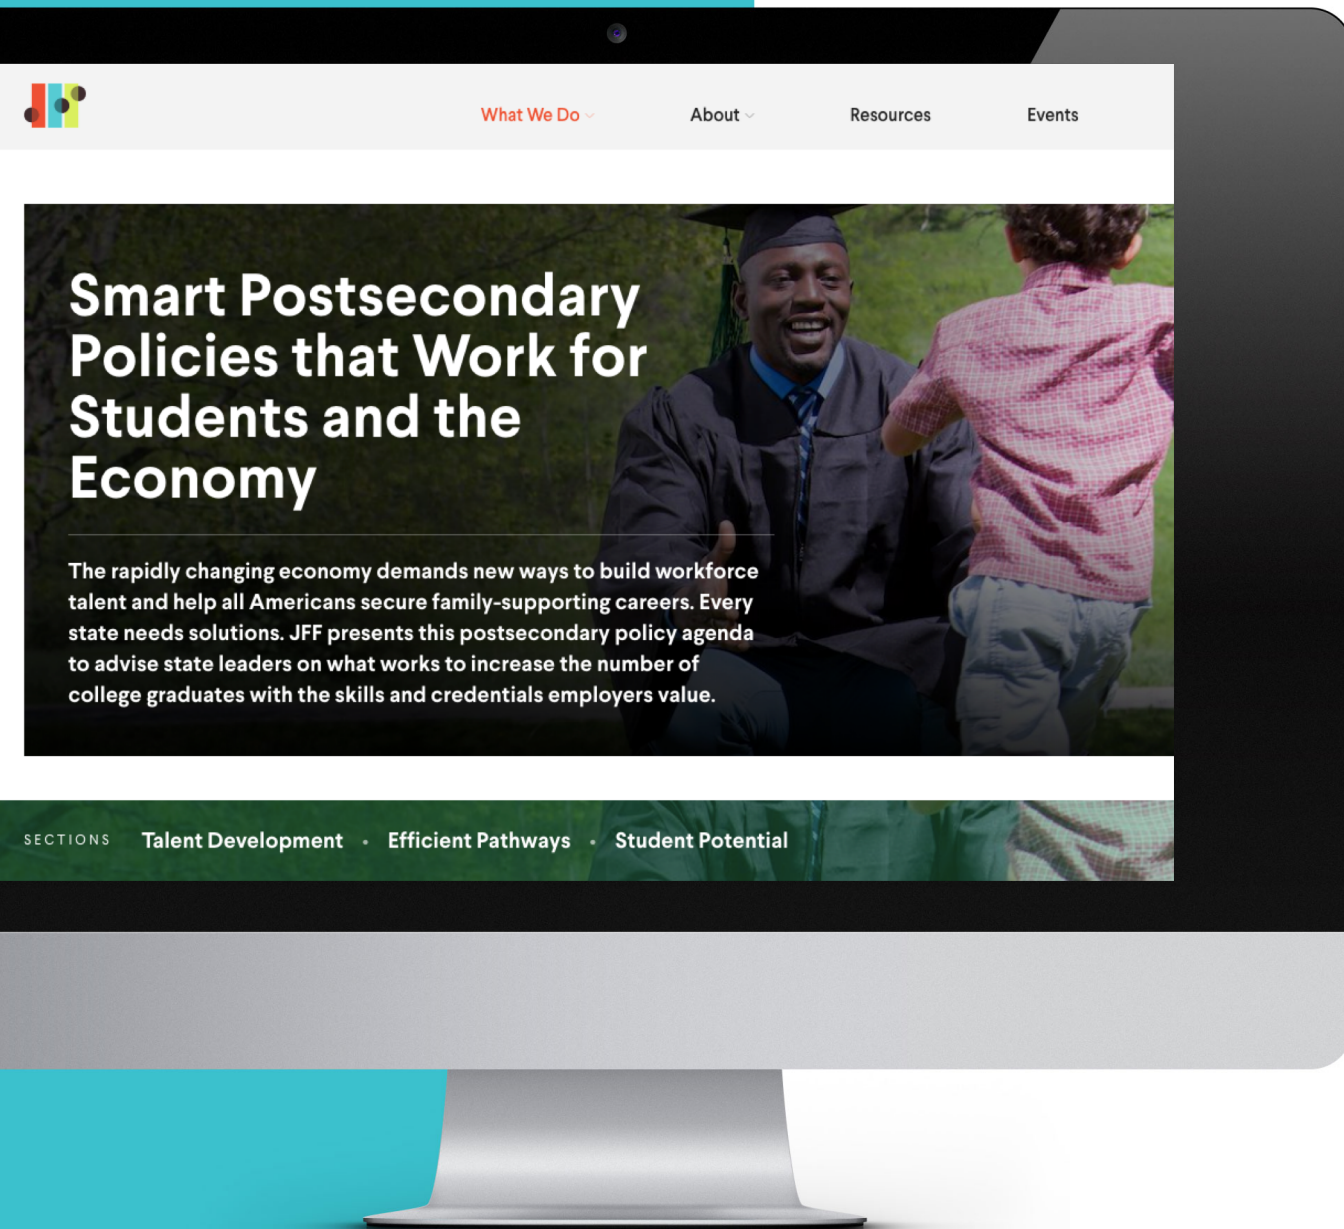 What We Do
About
Resources
Events
Smart Postsecondary
Policies that Work for
Students and the
Economy
The rapidly changing economy demands new ways to build workforce
talent and help all Americans secure family-supporting careers. Every
state needs solutions. JFF presents this postsecondary policy agenda
to advise state leaders on what works to increase the number of
college graduates with the skills and credentials employers value.
SECTIONS Talent Development • Efficient Pathways • Student Potential